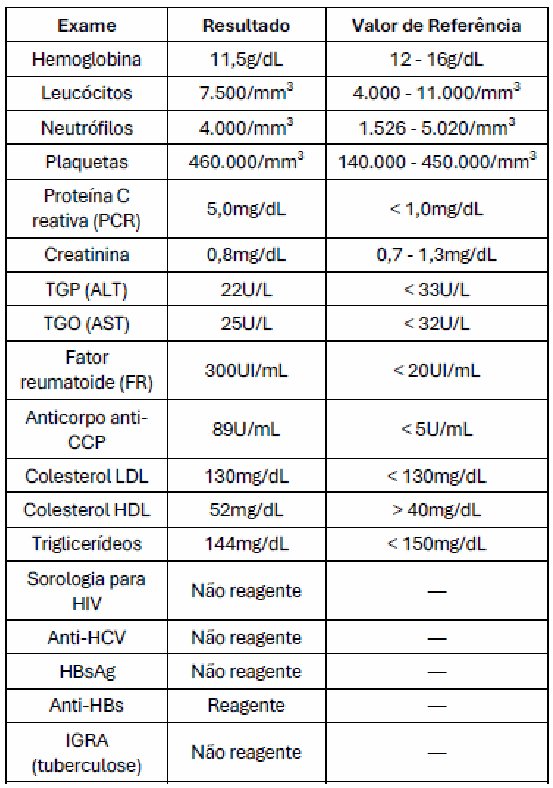 Exame Resultado Valor de Referência
Hemoglobina 11,5g/dL 12 - 16g/dL
Leucócitos 7.500/mm³ 4.000 - 11.000/mm³
Neutrófilos 4.000/mm³ 1.526 - 5.020/mm³
Plaquetas 460.000/mm³ 140.000 - 450.000/mm³
Proteína C
reativa (PCR) 5,0mg/dL < 1,0mg/dL
Creatinina 0,8mg/dL 0,7 - 1,3mg/dL
TGP (ALT) 22U/L < 33U/L
TGO (AST) 25U/L < 32U/L
Fator
reumatoide (FR) 300UI/mL < 20UI/mL
Anticorpo anti-
CCP 89U/mL < 5U/mL
Colesterol LDL 130mg/dL < 130mg/dL
Colesterol HDL 52mg/dL > 40mg/dL
Triglicerídeos 144mg/dL < 150mg/dL
Sorologia para
HIV Não reagente —
Anti-HCV Não reagente —
HBsAg Não reagente —
Anti-HBs Reagente —
IGRA
(tuberculose) Não reagente —